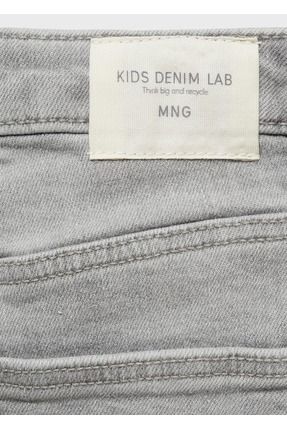 KIDS DENIM LAB
Think big and recycle
MNG